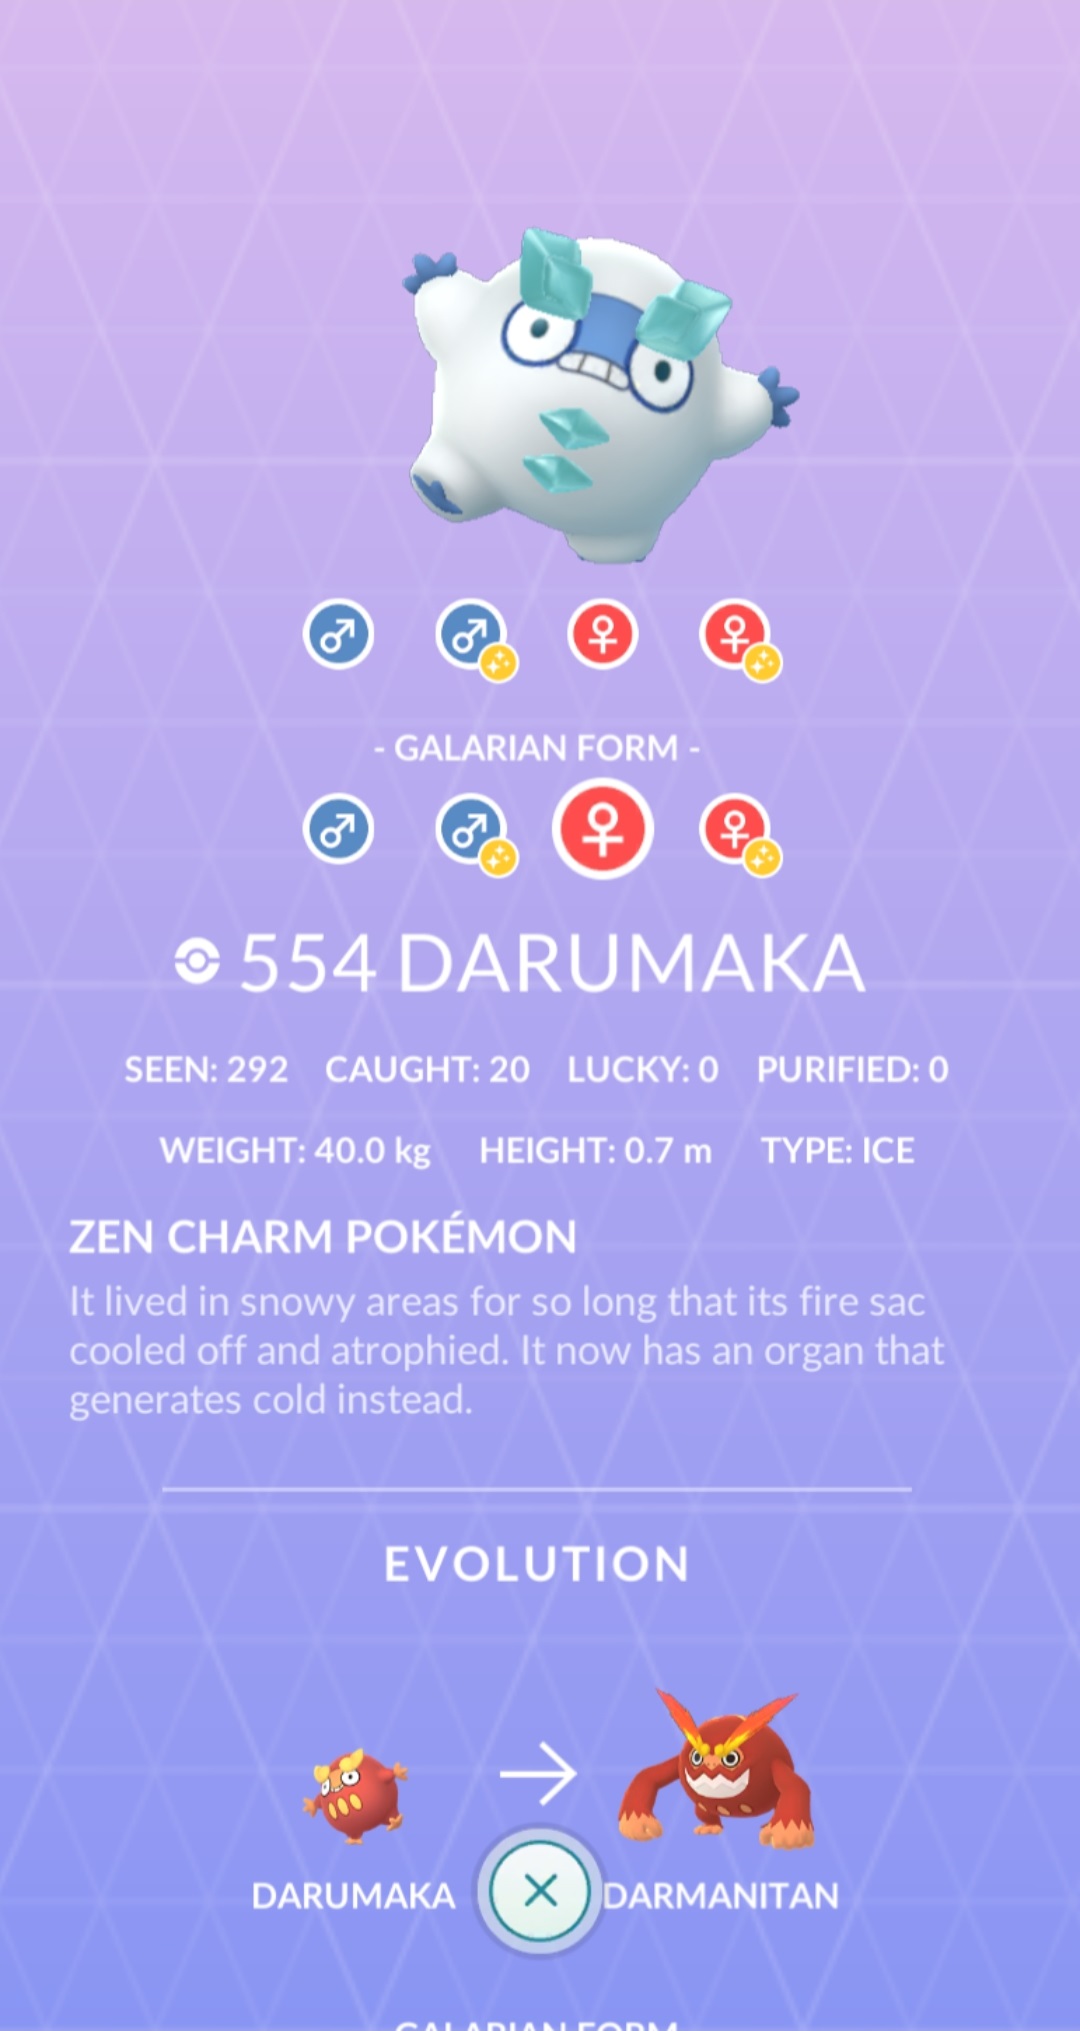 - GALARIAN FORM -
554 DARUMAKA
SEEN: 292 CAUGHT: 20 LUCKY: 0 PURIFIED: 0
WEIGHT: 40.0 kg HEIGHT: 0.7 m TYPE: ICE
ZEN CHARM POKÉMON
It lived in snowy areas for so long that its fire sac
cooled off and atrophied. It now has an organ that
generates cold instead.
EVOLUTION
DARUMAKA DARMANITAN
GALARIAN FORM